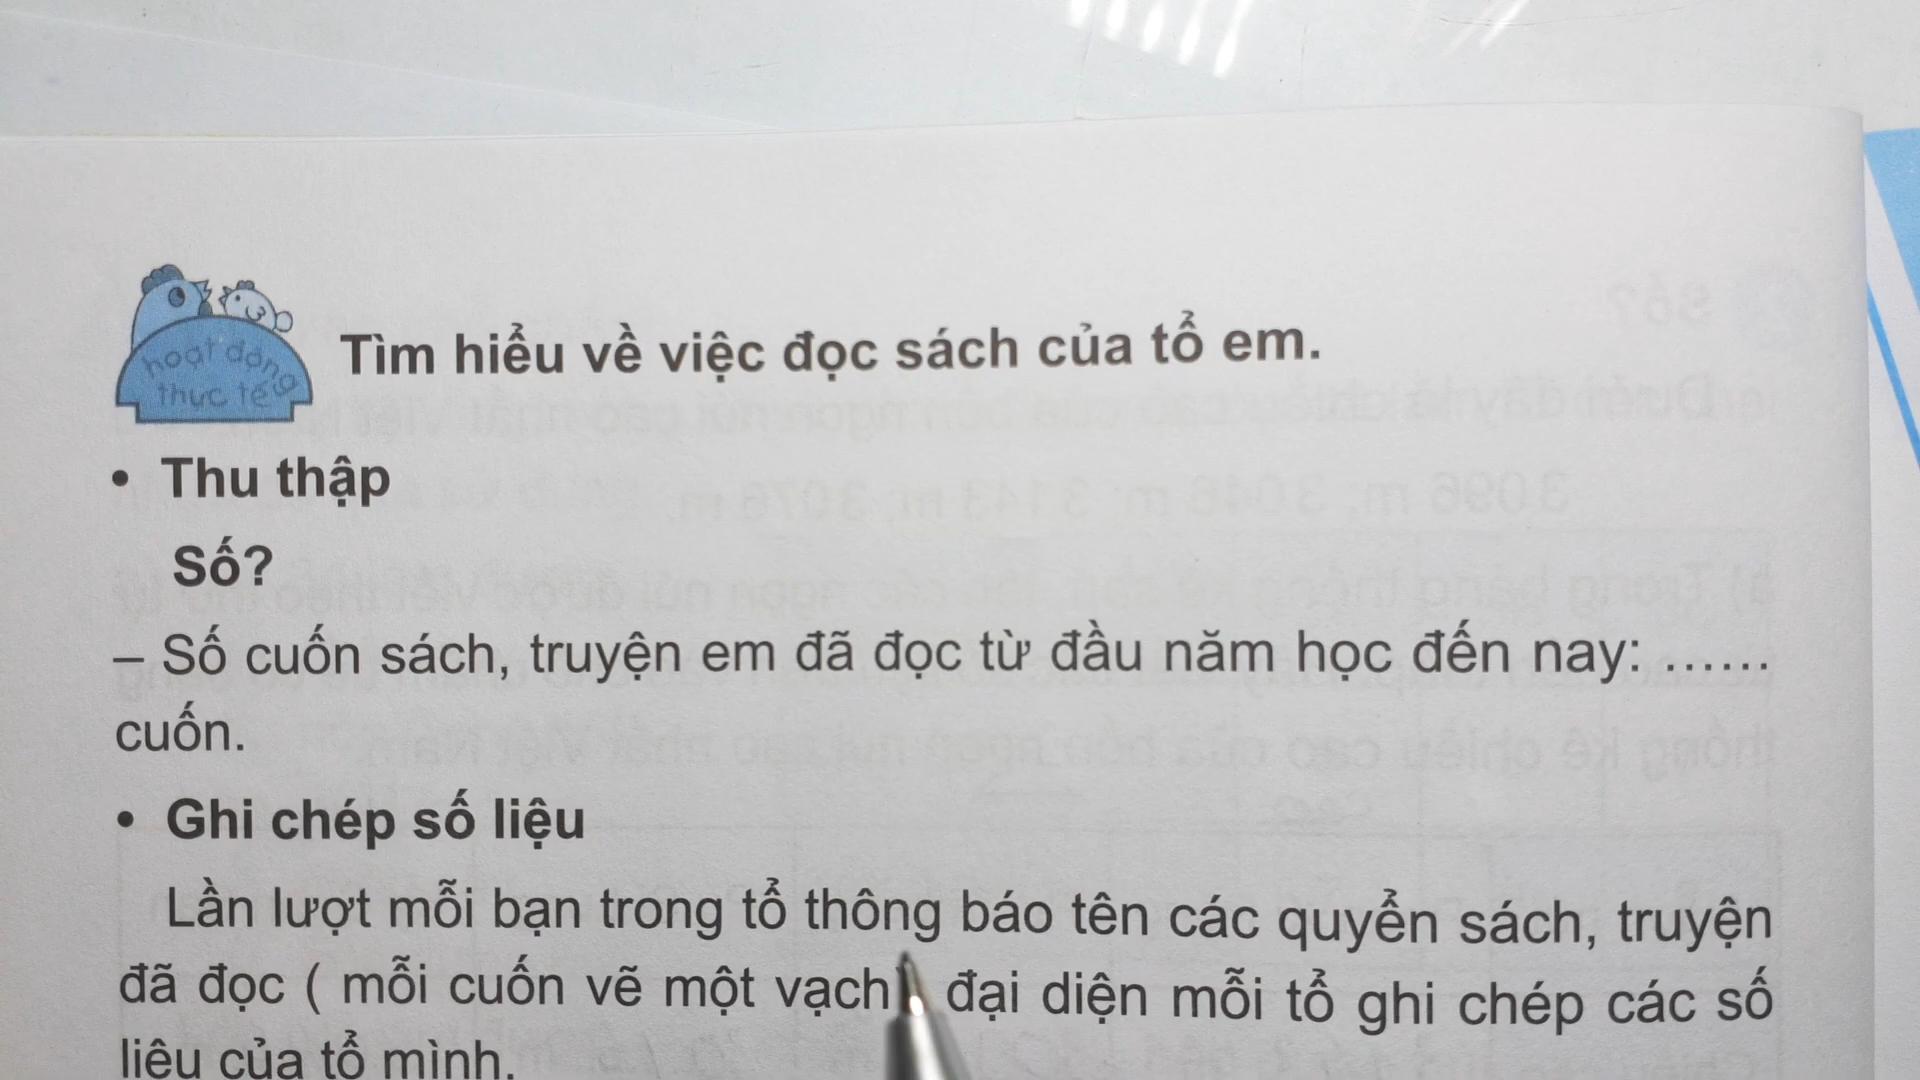 hoạt động
thực tế
Tìm hiểu về việc đọc sách của tổ em.
• Thu thập
Số?
– Số cuốn sách, truyện em đã đọc từ đầu năm học đến nay: ......
cuốn.
• Ghi chép số liệu
Lần lượt mỗi bạn trong tổ thông báo tên các quyển sách, truyện
đã đọc ( mỗi cuốn vẽ một vạch) đại diện mỗi tổ ghi chép các số
liệu của tổ mình.